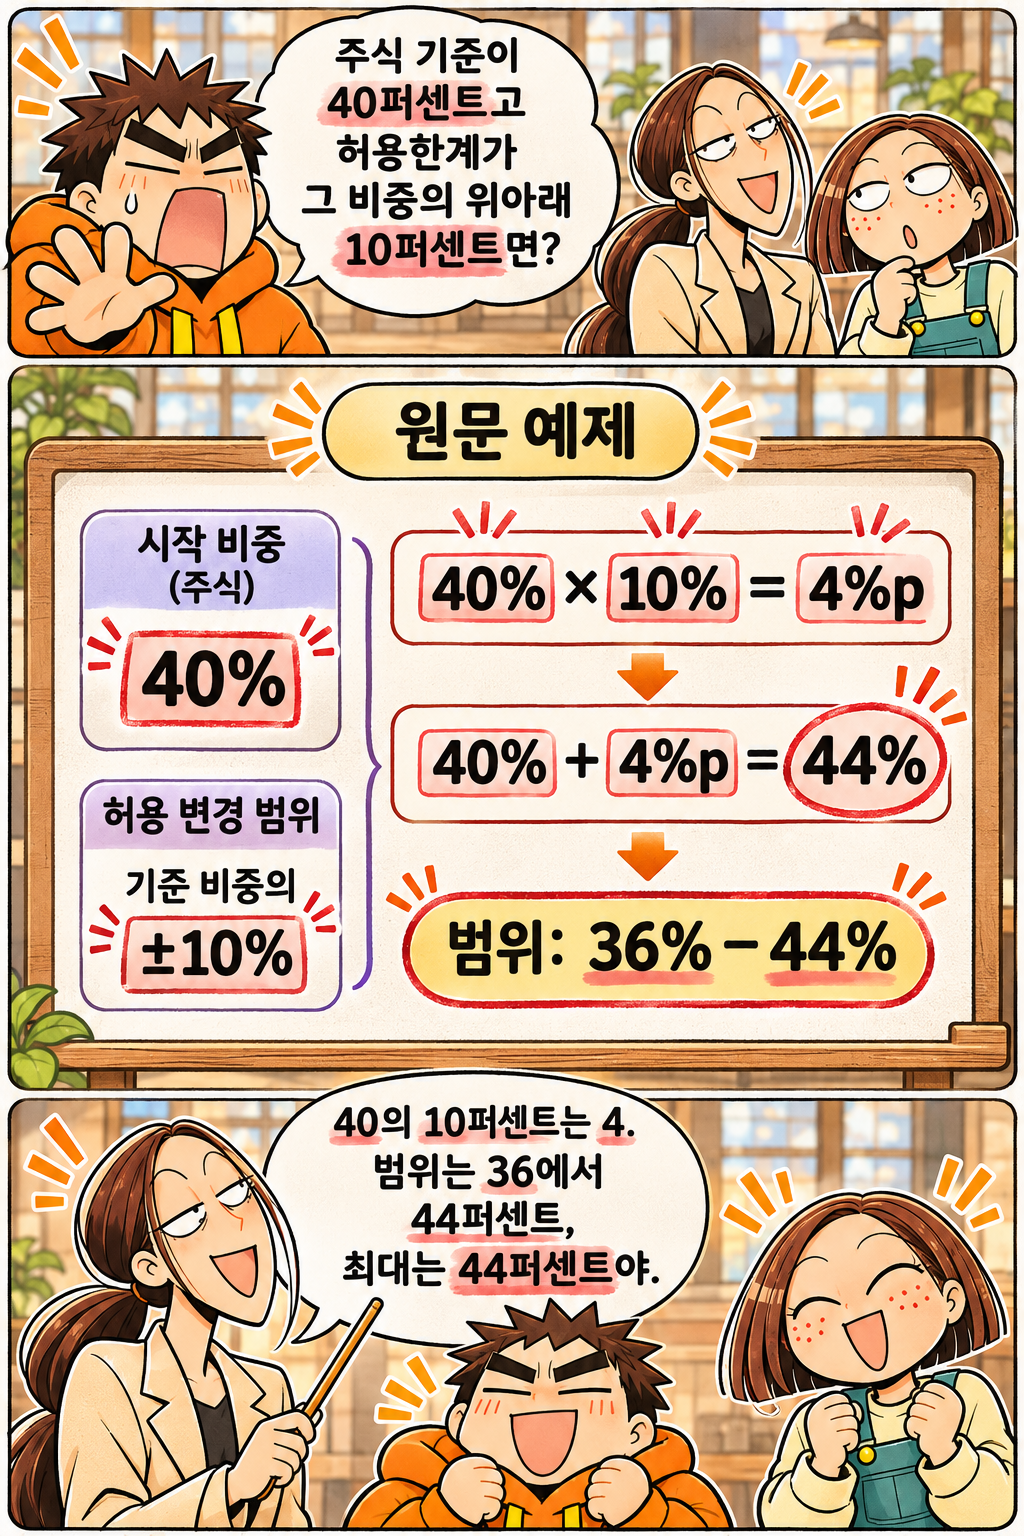 주식 기준이
40퍼센트고
허용한계가
그 비중의 위아래
10퍼센트면?
원문 예제
시작 비중
(주식)
40%
허용 변경 범위
기준 비중의
±10%
40% × 10% = 4%p
40% + 4%p = 44%
범위: 36% – 44%
40의 10퍼센트는 4.
범위는 36에서
44퍼센트,
최대는 44퍼센트야.